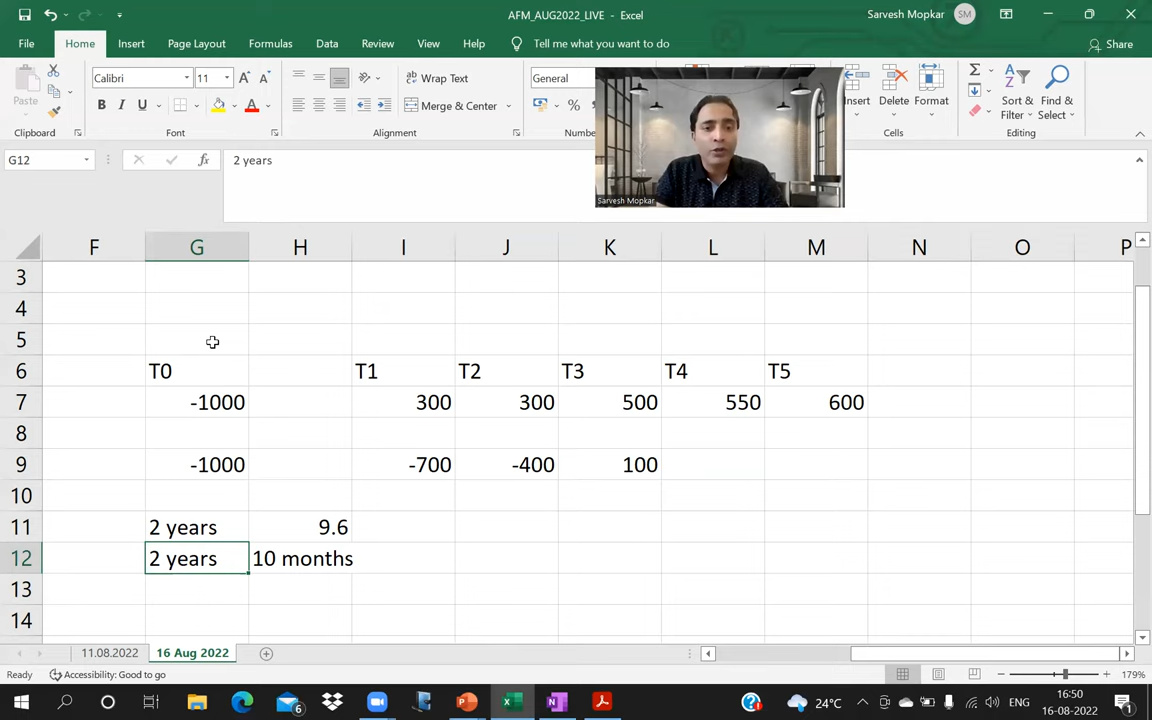 AFM_AUG2022_LIVE - Excel
Sarvesh Mopkar
SM
File Home Insert Page Layout Formulas Data Review View Help Tell me what you want to do
Share
Paste
Calibri 11
B I U
Wrap Text
Merge & Center
General
%
Insert Delete Format
Sort & Filter
Find & Select
Clipboard Font Alignment Cells Editing
G12 fx 2 years
Sarvesh Mopkar
F G H I J K L M N O P
3
4
5
6 T0 T1 T2 T3 T4 T5
7 -1000 300 300 500 550 600
8
9 -1000 -700 -400 100
10
11 2 years 9.6
12 2 years 10 months
13
14
11.08.2022 16 Aug 2022
Ready Accessibility: Good to go 179%
6 24°C ENG 16:50
16-08-2022 1